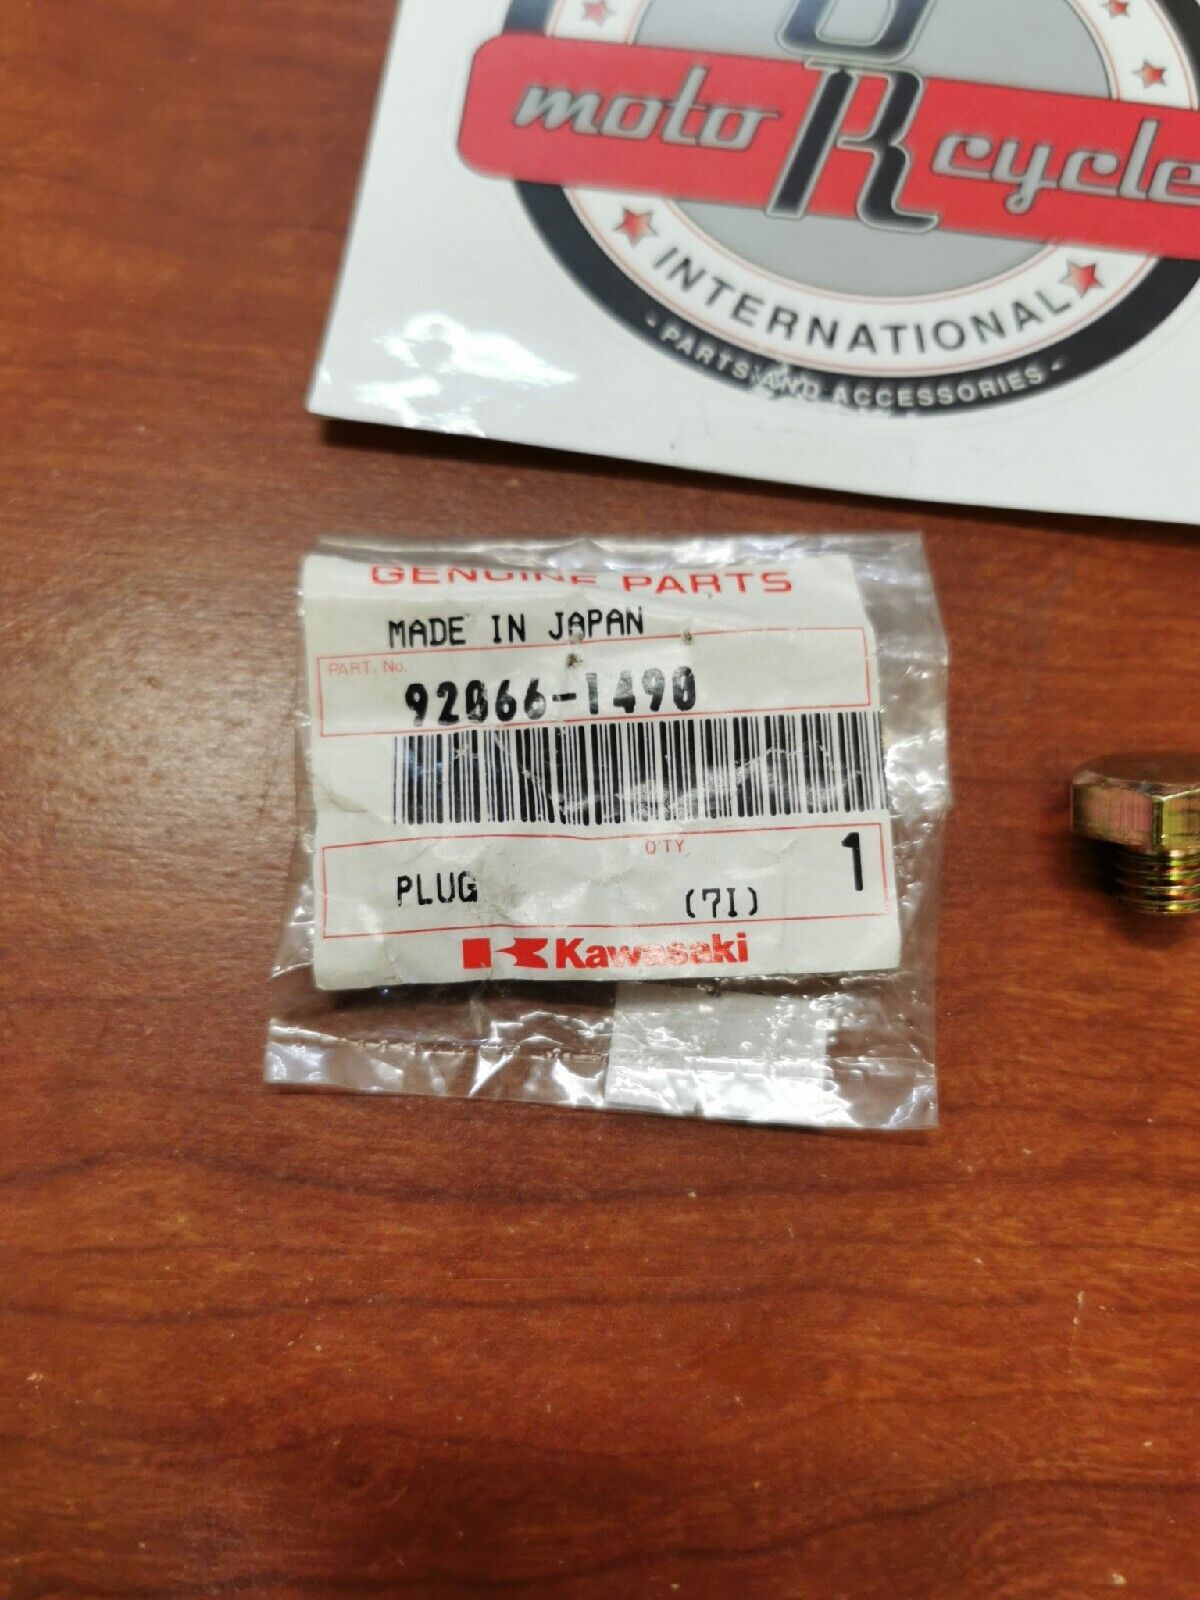 moto R cycle
INTERNATIONAL
- PARTS AND ACCESSORIES -
GENUINE PARTS
MADE IN JAPAN
PART. No.
92066-1490
Q'TY
1
PLUG (7I)
Kawasaki